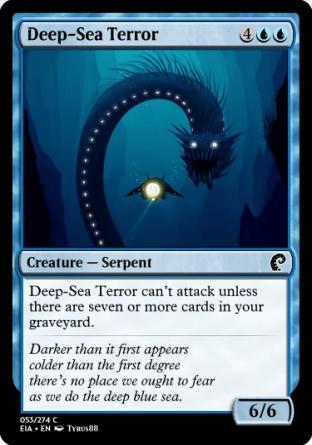 Deep-Sea Terror 4
Creature — Serpent
Deep-Sea Terror can't attack unless
there are seven or more cards in your
graveyard.
Darker than it first appears
colder than the first degree
there's no place we ought to fear
as we do the deep blue sea.
6/6
053/274 C
EIA • EN Tyrus88